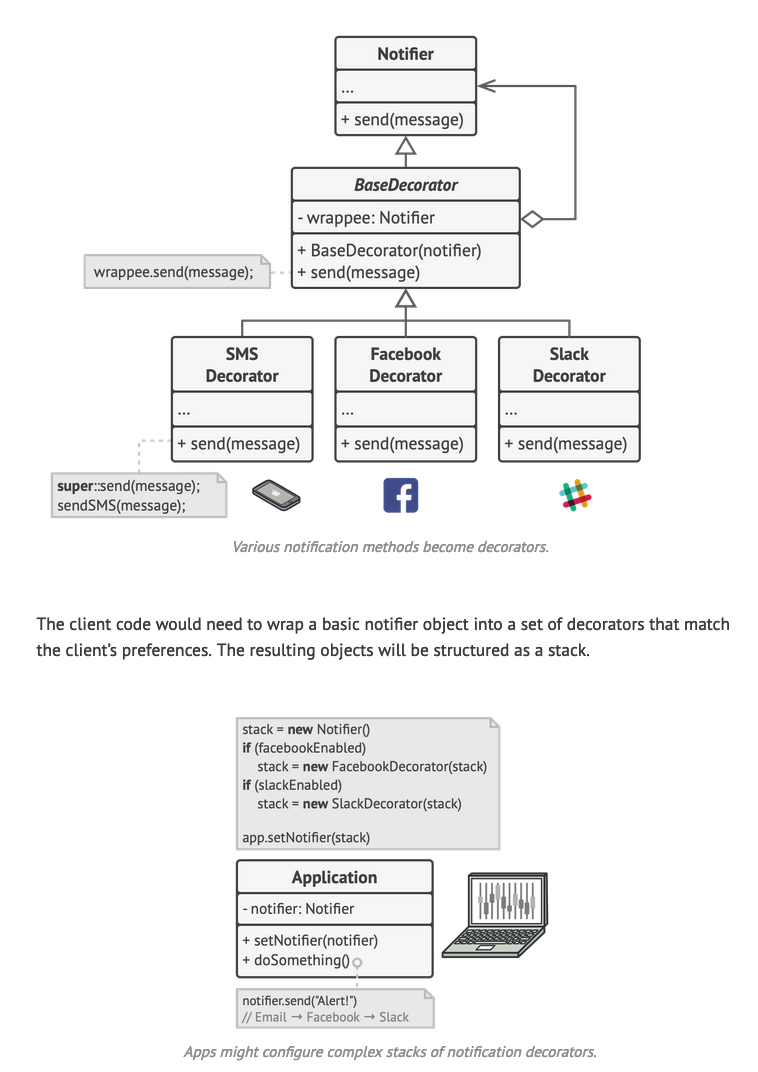 Notifier
...
+ send(message)
BaseDecorator
- wrappee: Notifier
+ BaseDecorator(notifier)
wrappee.send(message);
+ send(message)
SMS
Decorator
...
+ send(message)
Facebook
Decorator
...
+ send(message)
Slack
Decorator
...
+ send(message)
super::send(message);
sendSMS(message);
Various notification methods become decorators.
The client code would need to wrap a basic notifier object into a set of decorators that match
the client’s preferences. The resulting objects will be structured as a stack.
stack = new Notifier()
if (facebookEnabled)
stack = new FacebookDecorator(stack)
if (slackEnabled)
stack = new SlackDecorator(stack)
app.setNotifier(stack)
Application
- notifier: Notifier
+ setNotifier(notifier)
+ doSomething()
notifier.send("Alert!")
// Email → Facebook → Slack
Apps might configure complex stacks of notification decorators.